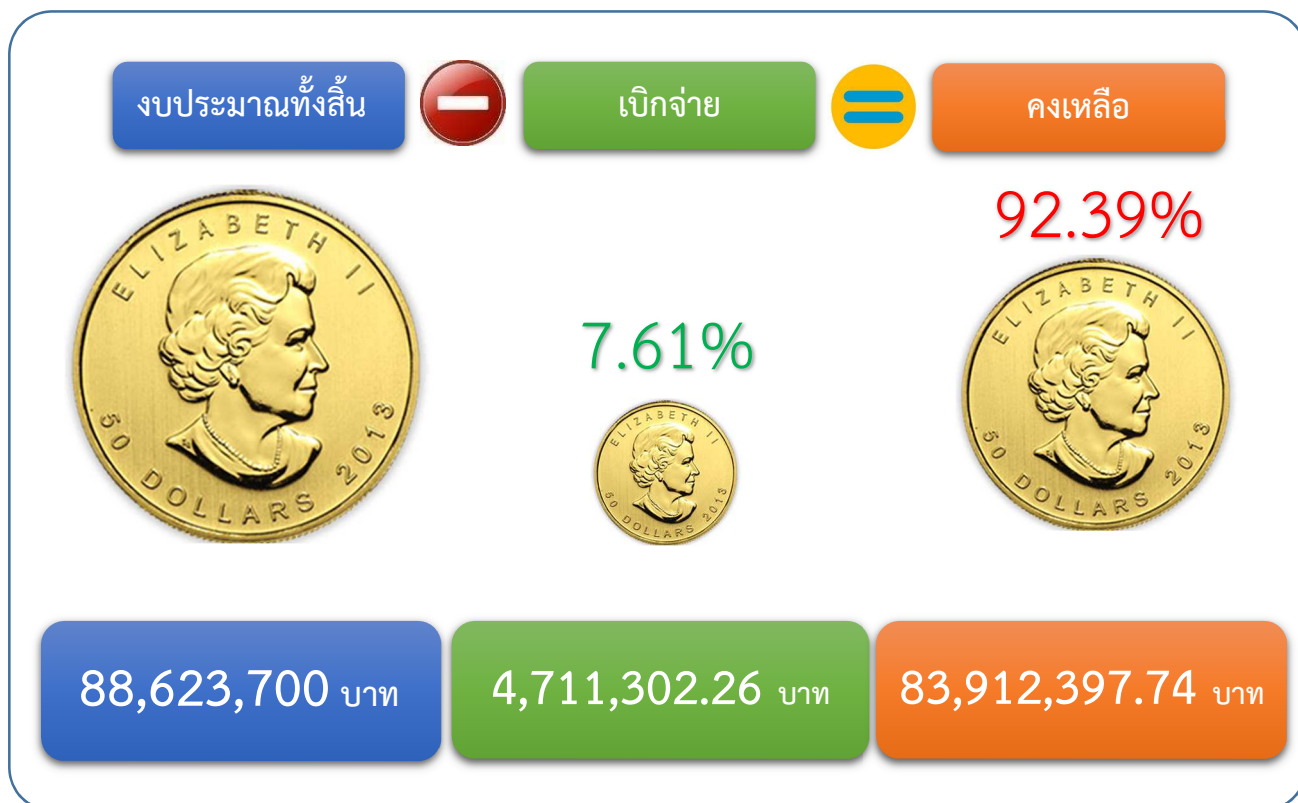 งบประมาณทั้งสิ้น
เบิกจ่าย
คงเหลือ
92.39%
7.61%
ELIZABETH II
50 DOLLARS 2013
ELIZABETH II
50 DOLLARS 2013
ELIZABETH II
50 DOLLARS 2013
88,623,700 บาท
4,711,302.26 บาท
83,912,397.74 บาท